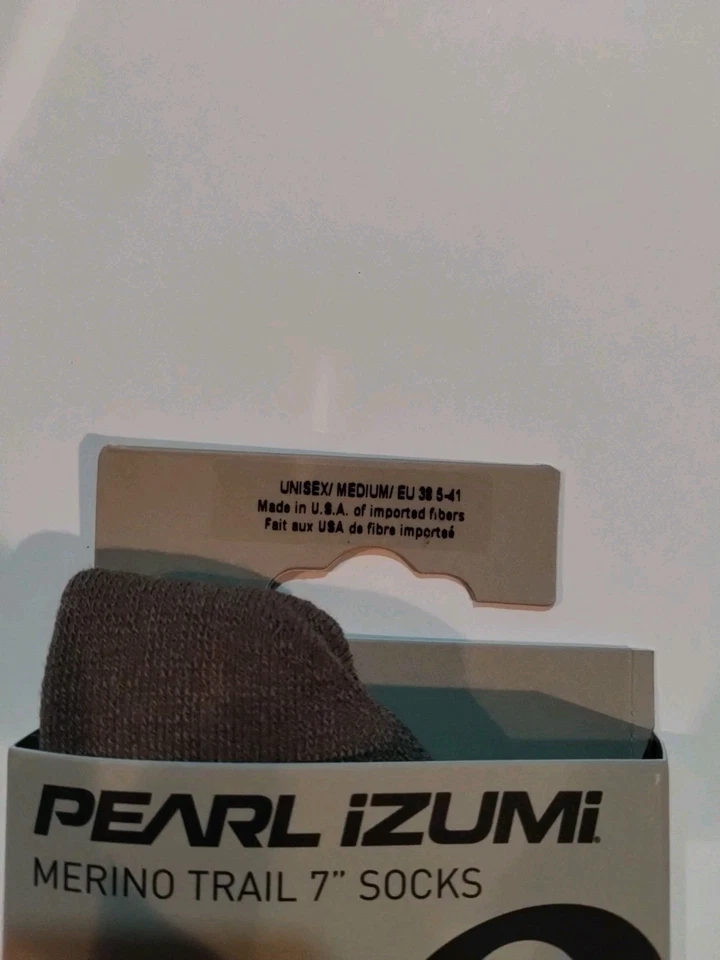 UNISEX/ MEDIUM/ EU 38 5-41
Made in U.S.A. of imported fibers
Fait aux USA de fibre importeé
PEARL iZUMi
MERINO TRAIL 7” SOCKS